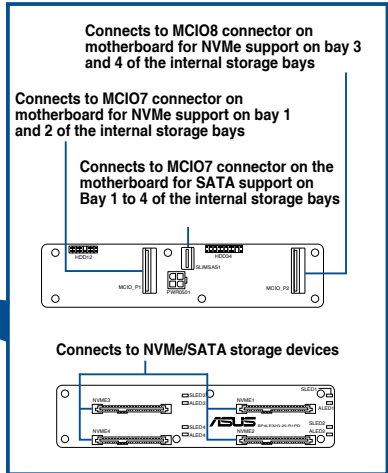 Connects to MCIO8 connector on
motherboard for NVMe support on bay 3
and 4 of the internal storage bays
Connects to MCIO7 connector on
motherboard for NVMe support on bay 1
and 2 of the internal storage bays
Connects to MCIO7 connector on the
motherboard for SATA support on
Bay 1 to 4 of the internal storage bays
HDD12
HDD34
SLIMSAS1
MCIO_P1
PWR0501
MCIO_P2
Connects to NVMe/SATA storage devices
SLED1
NVME3
SLED3
ALED3
NVME1
ALED1
ASUS
NVME4
SLED4
ALED4
NVME2
SLED2
ALED2